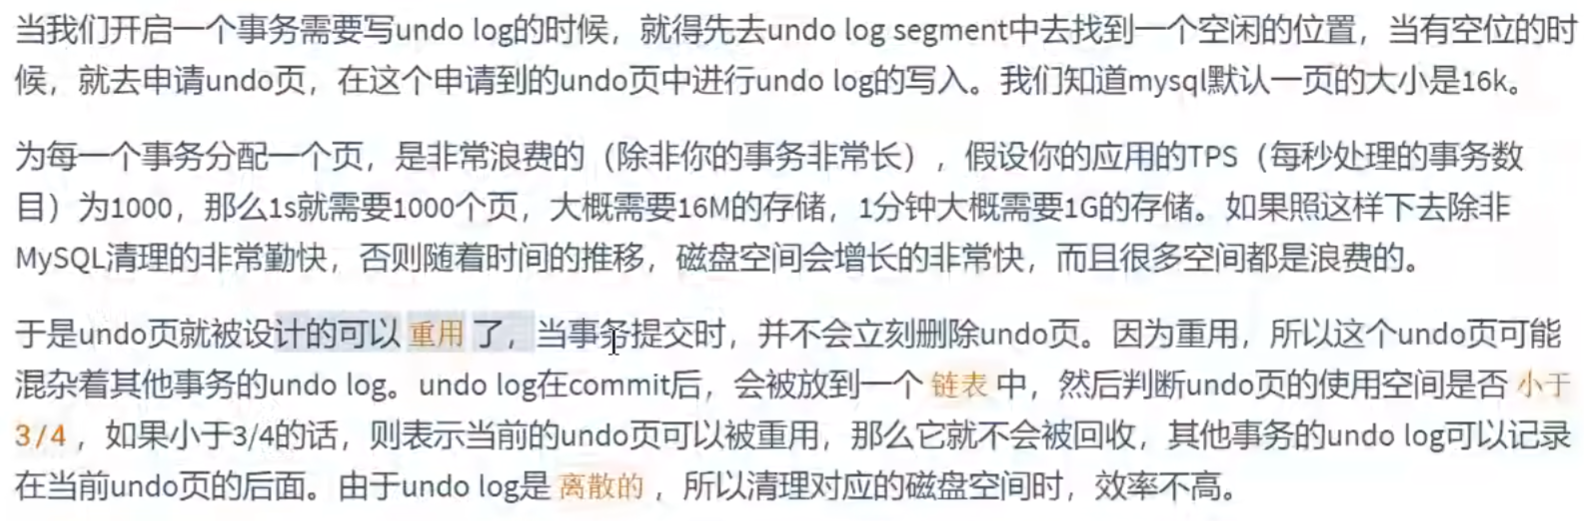 当我们开启一个事务需要写undo log的时候，就得先去undo log segment中去找到一个空闲的位置，当有空位的时
候，就去申请undo页，在这个申请到的undo页中进行undo log的写入。我们知道mysql默认一页的大小是16k。
为每一个事务分配一个页，是非常浪费的（除非你的事务非常长），假设你的应用的TPS（每秒处理的事务数
目）为1000，那么1s就需要1000个页，大概需要16M的存储，1分钟大概需要1G的存储。如果照这样下去除非
MySQL清理的非常勤快，否则随着时间的推移，磁盘空间会增长的非常快，而且很多空间都是浪费的。
于是undo页就被设计的可以 重用 了，当事务提交时，并不会立刻删除undo页。因为重用，所以这个undo页可能
混杂着其他事务的undo log。undo log在commit后，会被放到一个 链表 中，然后判断undo页的使用空间是否 小于
3/4 ，如果小于3/4的话，则表示当前的undo页可以被重用，那么它就不会被回收，其他事务的undo log可以记录
在当前undo页的后面。由于undo log是 离散的 ，所以清理对应的磁盘空间时，效率不高。